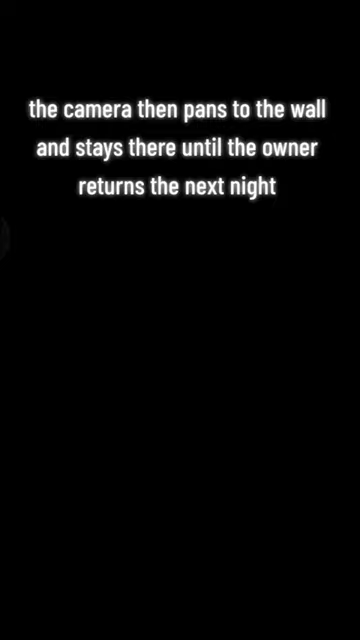 the camera then pans to the wall
and stays there until the owner
returns the next night